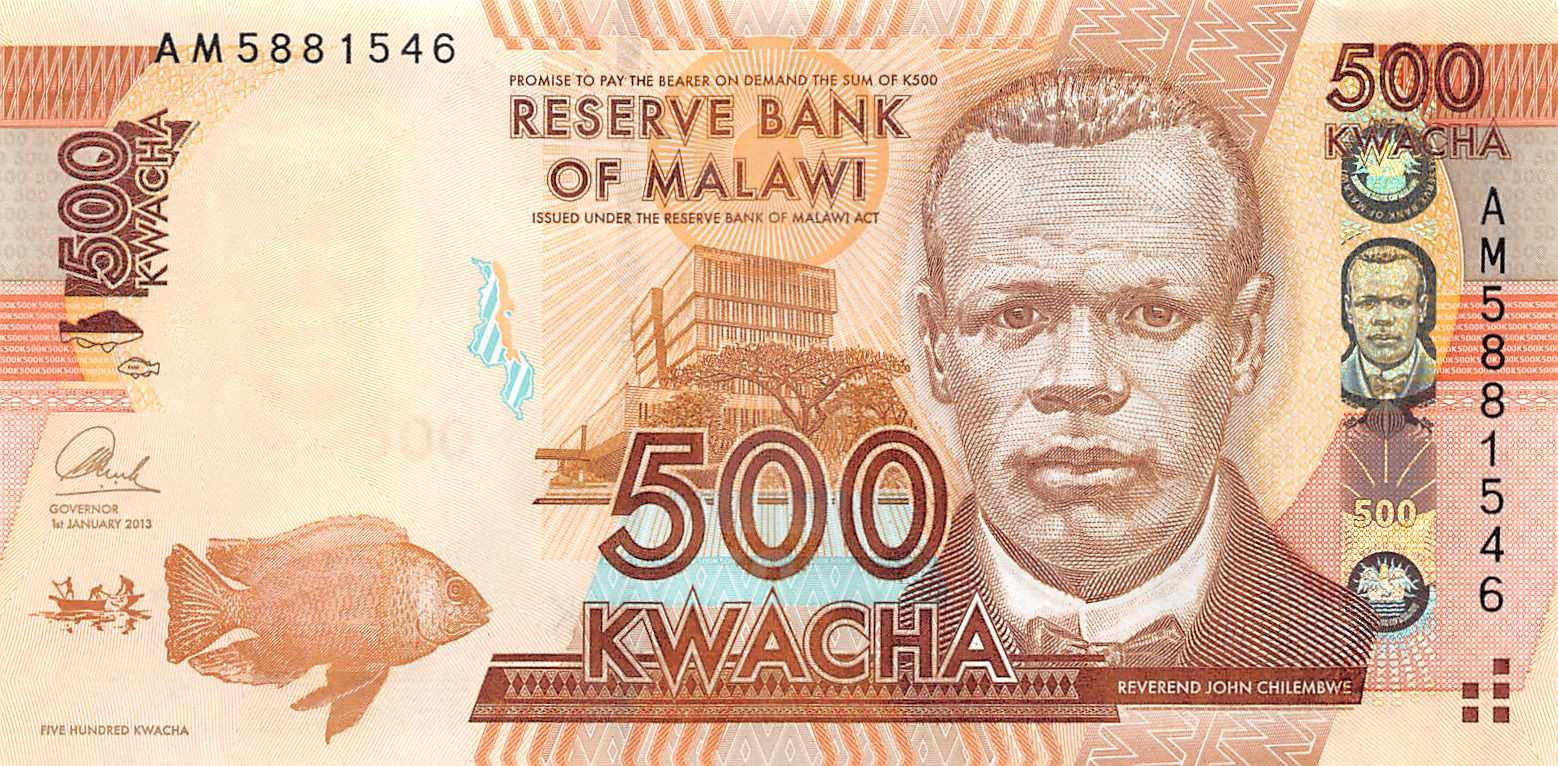 AM5881546
500
KWACHA
PROMISE TO PAY THE BEARER ON DEMAND THE SUM OF K500
RESERVE BANK
OF MALAWI
ISSUED UNDER THE RESERVE BANK OF MALAWI ACT
500
KWACHA
AM5881546
500
GOVERNOR
1st JANUARY 2013
500
KWACHA
REVEREND JOHN CHILEMBWE
FIVE HUNDRED KWACHA